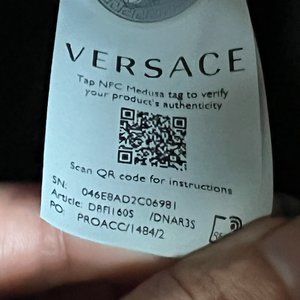 VERSACE
Tap NFC Medusa tag to verify
your product's authenticity
Scan QR code for instructions
SN: 046E8AD2C06981
Article: DBFI160S /DNAR3S
PO: PROACC/1484/2